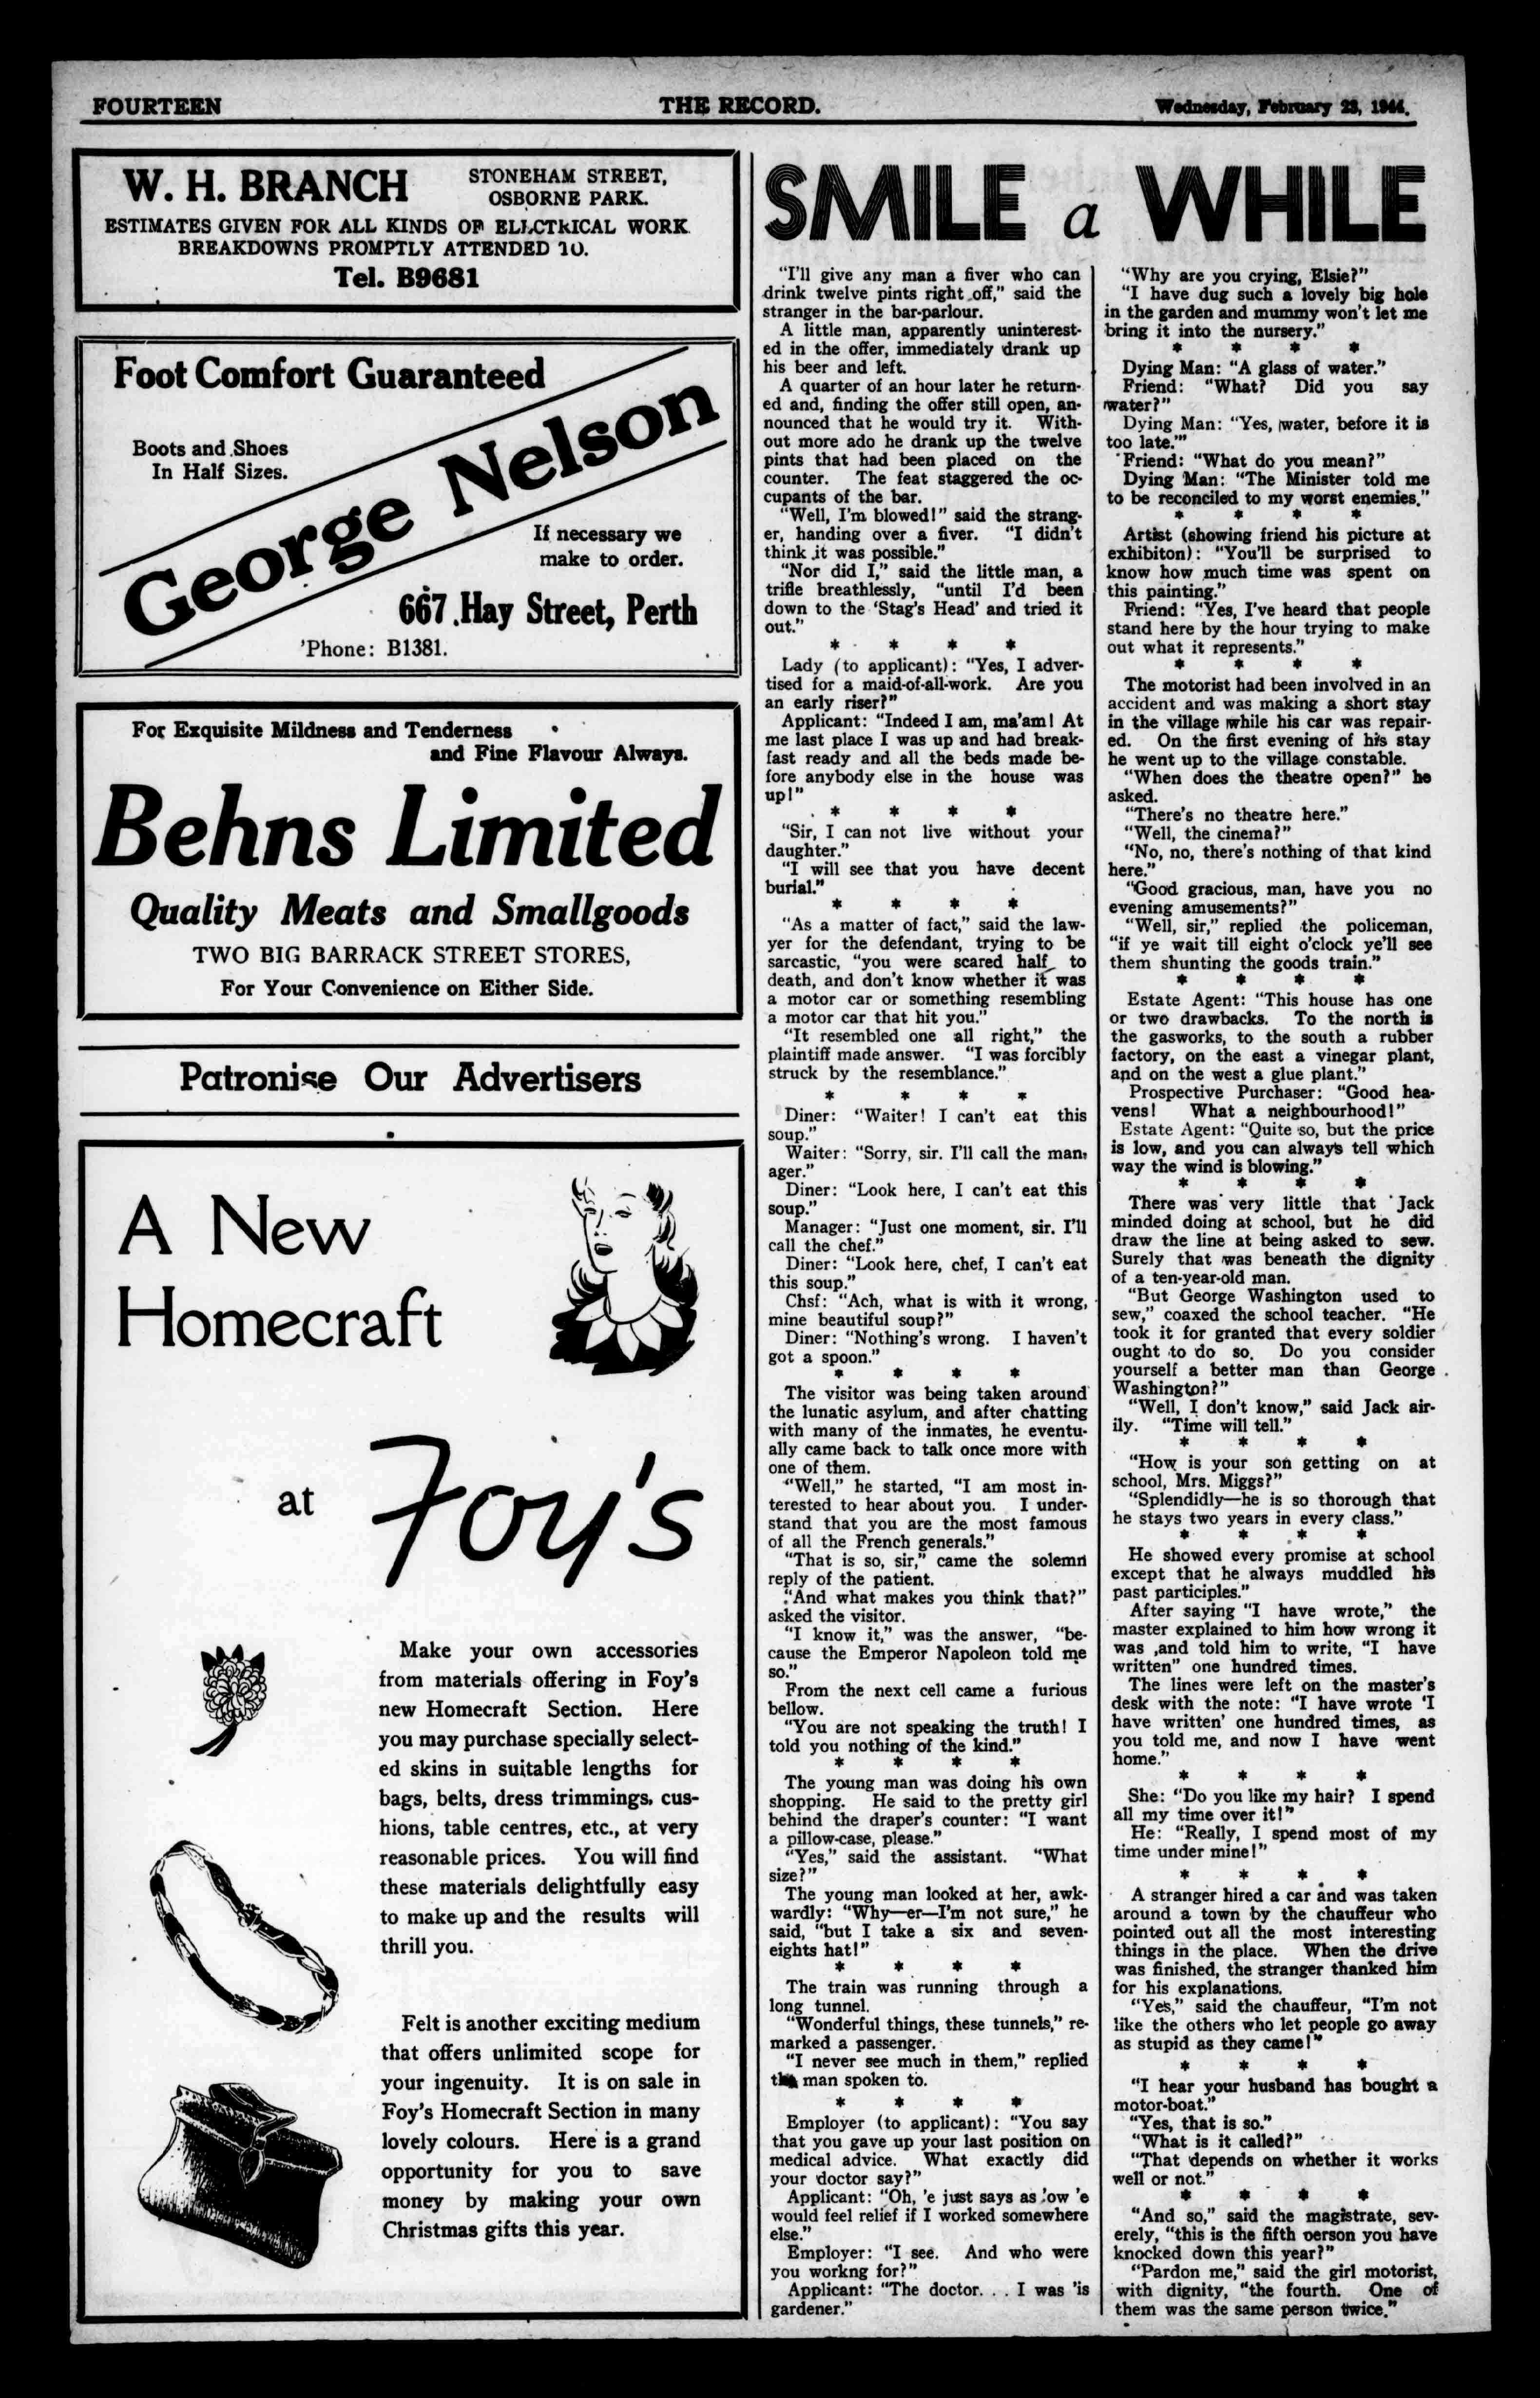 FOURTEEN
THE RECORD.
Wednesday, February 23, 1944.
W. H. BRANCH
STONEHAM STREET,
OSBORNE PARK.
ESTIMATES GIVEN FOR ALL KINDS OF ELECTRICAL WORK
BREAKDOWNS PROMPTLY ATTENDED TO.
Tel. B9681
Foot Comfort Guaranteed
Boots and Shoes
In Half Sizes.
George Nelson
If necessary we
make to order.
667 Hay Street, Perth
'Phone: B1381.
For Exquisite Mildness and Tenderness
and Fine Flavour Always.
Behns Limited
Quality Meats and Smallgoods
TWO BIG BARRACK STREET STORES,
For Your Convenience on Either Side.
Patronise Our Advertisers
A New
Homecraft
at Foy's
Make your own accessories
from materials offering in Foy's
new Homecraft Section. Here
you may purchase specially select-
ed skins in suitable lengths for
bags, belts, dress trimmings, cus-
hions, table centres, etc., at very
reasonable prices. You will find
these materials delightfully easy
to make up and the results will
thrill you.
Felt is another exciting medium
that offers unlimited scope for
your ingenuity. It is on sale in
Foy's Homecraft Section in many
lovely colours. Here is a grand
opportunity for you to save
money by making your own
Christmas gifts this year.
SMILE a WHILE
"I'll give any man a fiver who can
drink twelve pints right off," said the
stranger in the bar-parlour.
A little man, apparently uninterest-
ed in the offer, immediately drank up
his beer and left.
A quarter of an hour later he return-
ed and, finding the offer still open, an-
nounced that he would try it. With-
out more ado he drank up the twelve
pints that had been placed on the
counter. The feat staggered the oc-
cupants of the bar.
"Well, I'm blowed!" said the strang-
er, handing over a fiver. "I didn't
think it was possible."
"Nor did I," said the little man, a
trifle breathlessly, "until I'd been
down to the 'Stag's Head' and tried it
out."
* * * *
Lady (to applicant): "Yes, I adver-
tised for a maid-of-all-work. Are you
an early riser?"
Applicant: "Indeed I am, ma'am! At
me last place I was up and had break-
fast ready and all the beds made be-
fore anybody else in the house was
up!"
* * * *
"Sir, I can not live without your
daughter."
"I will see that you have decent
burial."
* * * *
"As a matter of fact," said the law-
yer for the defendant, trying to be
sarcastic, "you were scared half to
death, and don't know whether it was
a motor car or something resembling
a motor car that hit you."
"It resembled one all right," the
plaintiff made answer. "I was forcibly
struck by the resemblance."
* * * *
Diner: "Waiter! I can't eat this
soup."
Waiter: "Sorry, sir. I'll call the man-
ager."
Diner: "Look here, I can't eat this
soup."
Manager: "Just one moment, sir. I'll
call the chef."
Diner: "Look here, chef, I can't eat
this soup."
Chsf: "Ach, what is with it wrong,
mine beautiful soup?"
Diner: "Nothing's wrong. I haven't
got a spoon."
* * * *
The visitor was being taken around
the lunatic asylum, and after chatting
with many of the inmates, he eventu-
ally came back to talk once more with
one of them.
"Well," he started, "I am most in-
terested to hear about you. I under-
stand that you are the most famous
of all the French generals."
"That is so, sir," came the solemn
reply of the patient.
"And what makes you think that?"
asked the visitor.
"I know it," was the answer, "be-
cause the Emperor Napoleon told me
so."
From the next cell came a furious
bellow.
"You are not speaking the truth! I
told you nothing of the kind."
* * * *
The young man was doing his own
shopping. He said to the pretty girl
behind the draper's counter: "I want
a pillow-case, please."
"Yes," said the assistant. "What
size?"
The young man looked at her, awk-
wardly: "Why—er—I'm not sure," he
said, "but I take a six and seven-
eights hat!"
* * * *
The train was running through a
long tunnel.
"Wonderful things, these tunnels," re-
marked a passenger.
"I never see much in them," replied
the man spoken to.
* * * *
Employer (to applicant): "You say
that you gave up your last position on
medical advice. What exactly did
your doctor say?"
Applicant: "Oh, 'e just says as 'ow 'e
would feel relief if I worked somewhere
else."
Employer: "I see. And who were
you workng for?"
Applicant: "The doctor. . . I was 'is
gardener."
"Why are you crying, Elsie?"
"I have dug such a lovely big hole
in the garden and mummy won't let me
bring it into the nursery."
* * * *
Dying Man: "A glass of water."
Friend: "What? Did you say
water?"
Dying Man: "Yes, water, before it is
too late.'"
Friend: "What do you mean?"
Dying Man: "The Minister told me
to be reconciled to my worst enemies."
* * * *
Artist (showing friend his picture at
exhibiton): "You'll be surprised to
know how much time was spent on
this painting."
Friend: "Yes, I've heard that people
stand here by the hour trying to make
out what it represents."
* * * *
The motorist had been involved in an
accident and was making a short stay
in the village while his car was repair-
ed. On the first evening of his stay
he went up to the village constable.
"When does the theatre open?" he
asked.
"There's no theatre here."
"Well, the cinema?"
"No, no, there's nothing of that kind
here."
"Good gracious, man, have you no
evening amusements?"
"Well, sir," replied the policeman,
"if ye wait till eight o'clock ye'll see
them shunting the goods train."
* * * *
Estate Agent: "This house has one
or two drawbacks. To the north is
the gasworks, to the south a rubber
factory, on the east a vinegar plant,
and on the west a glue plant."
Prospective Purchaser: "Good hea-
vens! What a neighbourhood!"
Estate Agent: "Quite so, but the price
is low, and you can always tell which
way the wind is blowing."
* * * *
There was very little that Jack
minded doing at school, but he did
draw the line at being asked to sew.
Surely that was beneath the dignity
of a ten-year-old man.
"But George Washington used to
sew," coaxed the school teacher. "He
took it for granted that every soldier
ought to do so. Do you consider
yourself a better man than George
Washington?"
"Well, I don't know," said Jack air-
ily. "Time will tell."
* * * *
"How is your son getting on at
school, Mrs. Miggs?"
"Splendidly—he is so thorough that
he stays two years in every class."
* * * *
He showed every promise at school
except that he always muddled his
past participles."
After saying "I have wrote," the
master explained to him how wrong it
was ,and told him to write, "I have
written" one hundred times.
The lines were left on the master's
desk with the note: "I have wrote 'I
have written' one hundred times, as
you told me, and now I have went
home."
* * * *
She: "Do you like my hair? I spend
all my time over it!"
He: "Really, I spend most of my
time under mine!"
* * * *
A stranger hired a car and was taken
around a town by the chauffeur who
pointed out all the most interesting
things in the place. When the drive
was finished, the stranger thanked him
for his explanations.
"Yes," said the chauffeur, "I'm not
like the others who let people go away
as stupid as they came!"
* * * *
"I hear your husband has bought a
motor-boat."
"Yes, that is so."
"What is it called?"
"That depends on whether it works
well or not."
* * * *
"And so," said the magistrate, sev-
erely, "this is the fifth person you have
knocked down this year?"
"Pardon me," said the girl motorist,
with dignity, "the fourth. One of
them was the same person twice."